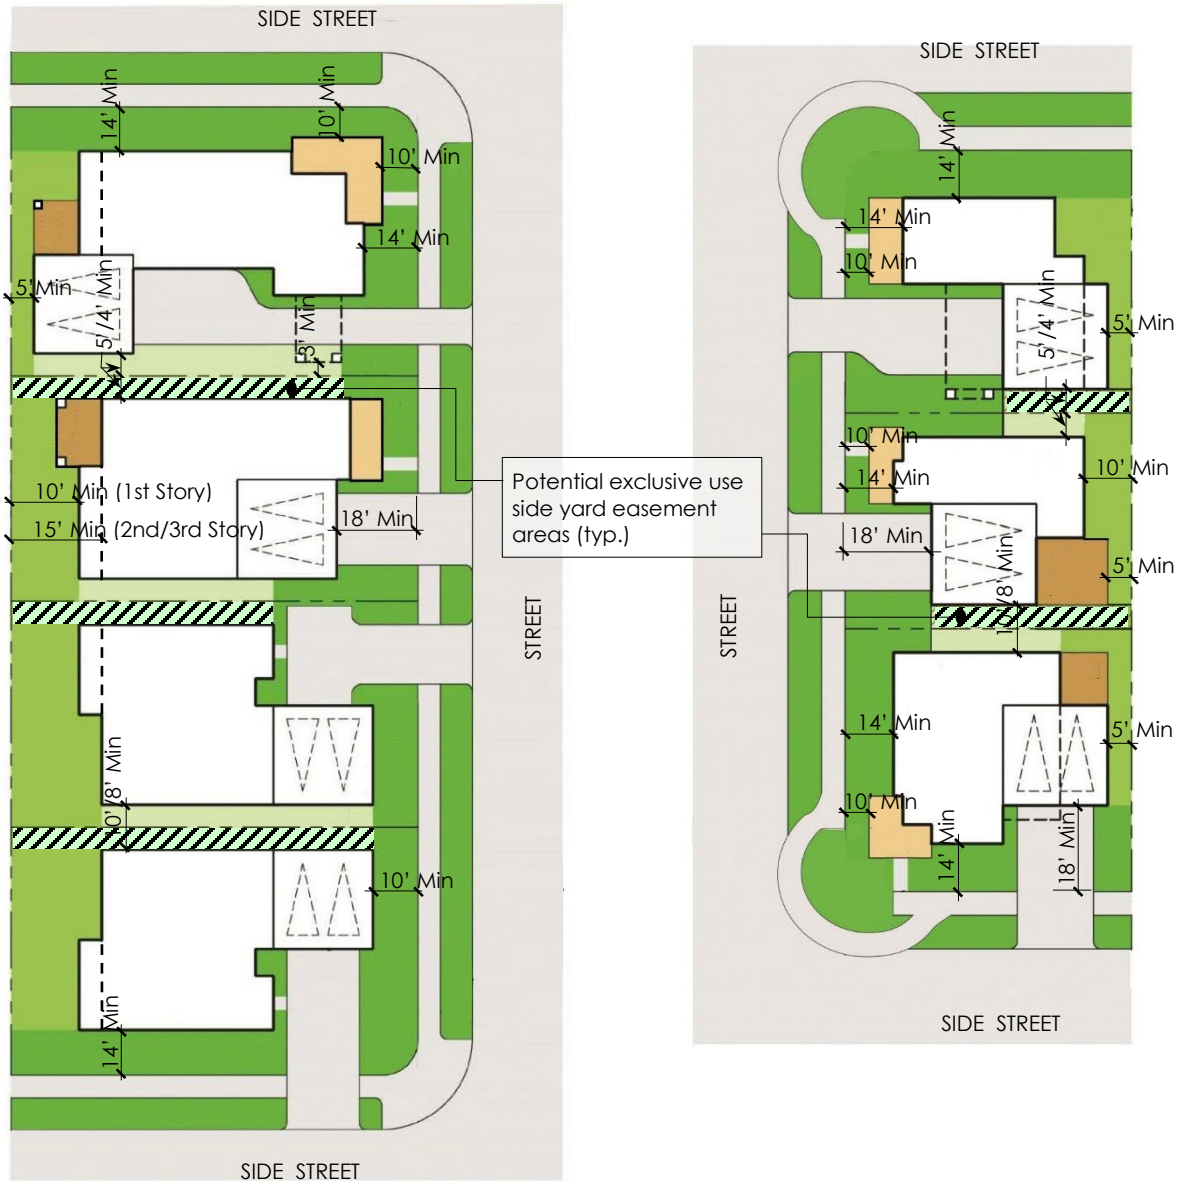 SIDE STREET
14' Min
10' Min
10' Min
14' Min
5' Min
5'/4' Min
3' Min
10' Min (1st Story)
15' Min (2nd/3rd Story)
18' Min
STREET
10'/8' Min
10' Min
14' Min
SIDE STREET
Potential exclusive use
side yard easement
areas (typ.)
SIDE STREET
14' Min
14' Min
10' Min
5'/4' Min
5' Min
10' Min
14' Min
10' Min
18' Min
10'/8' Min
5' Min
STREET
14' Min
5' Min
10' Min
14' Min
18' Min
SIDE STREET